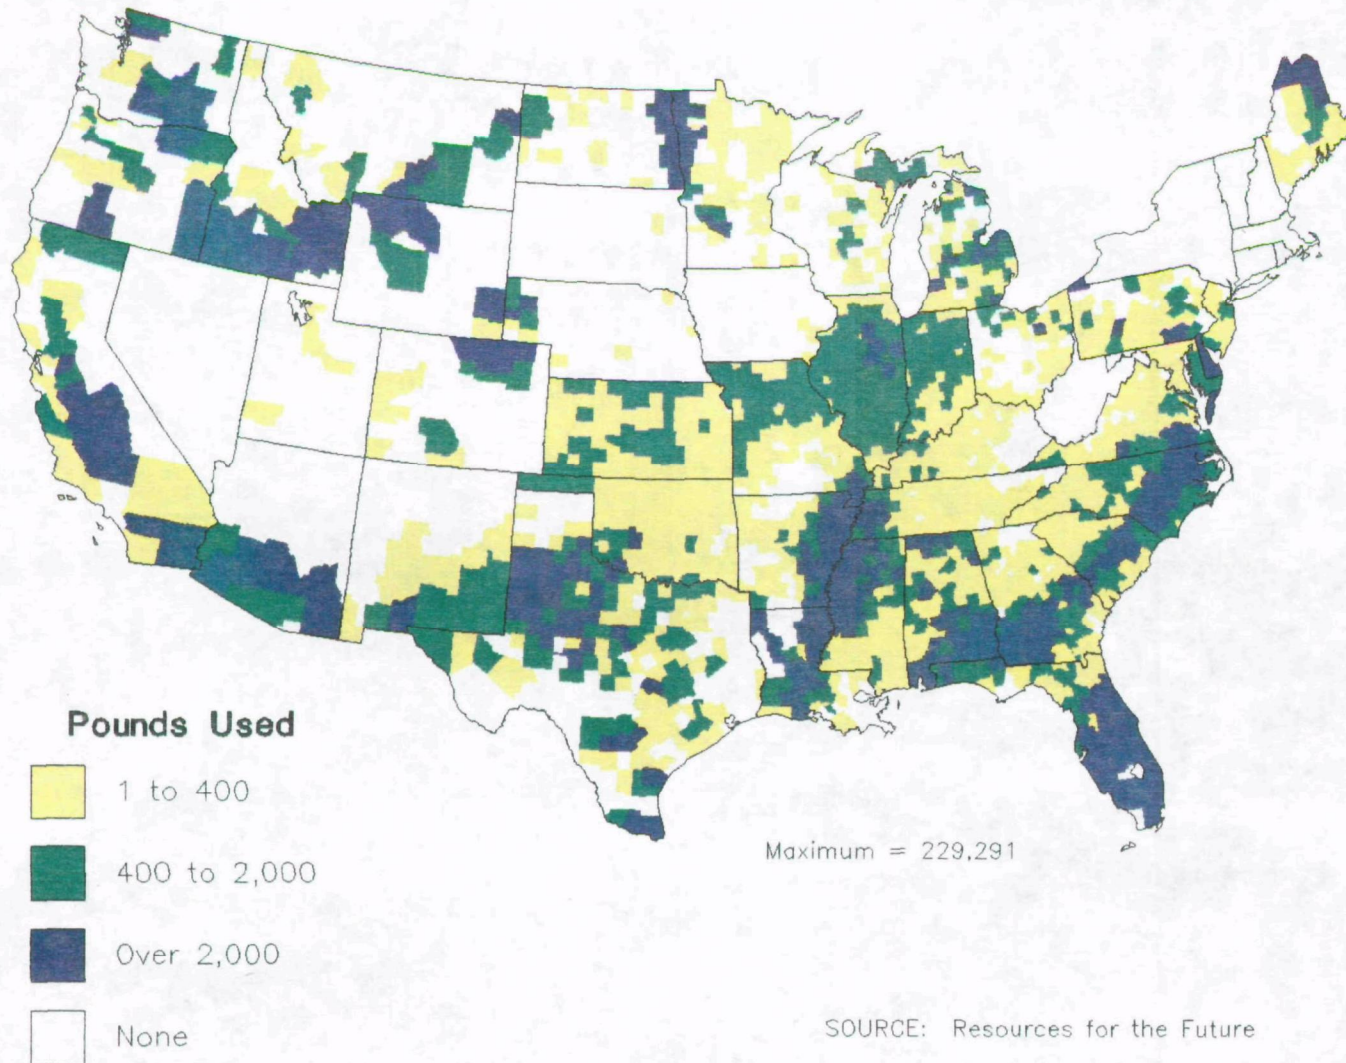 Pounds Used
1 to 400
400 to 2,000
Over 2,000
None
Maximum = 229,291
SOURCE: Resources for the Future